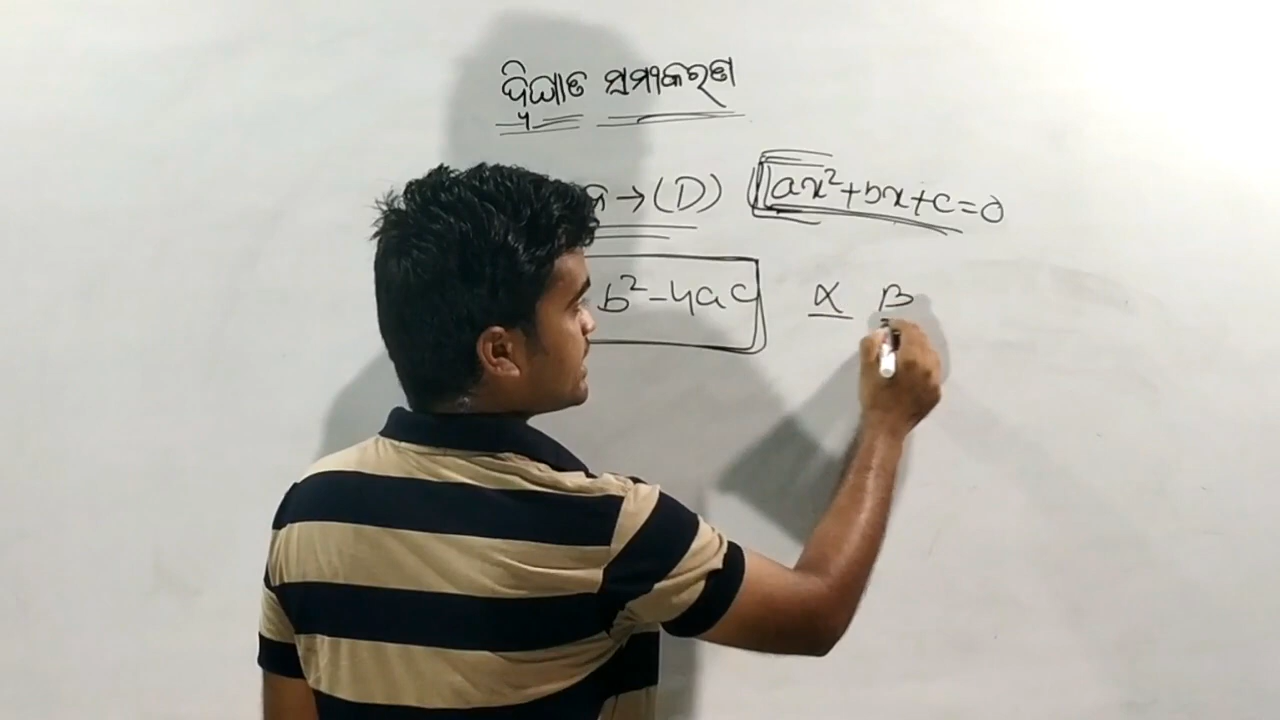 ଦ୍ୱିଘାତ ସମୀକରଣ
→ (D) ax²+bx+c=0
b²-4ac α β